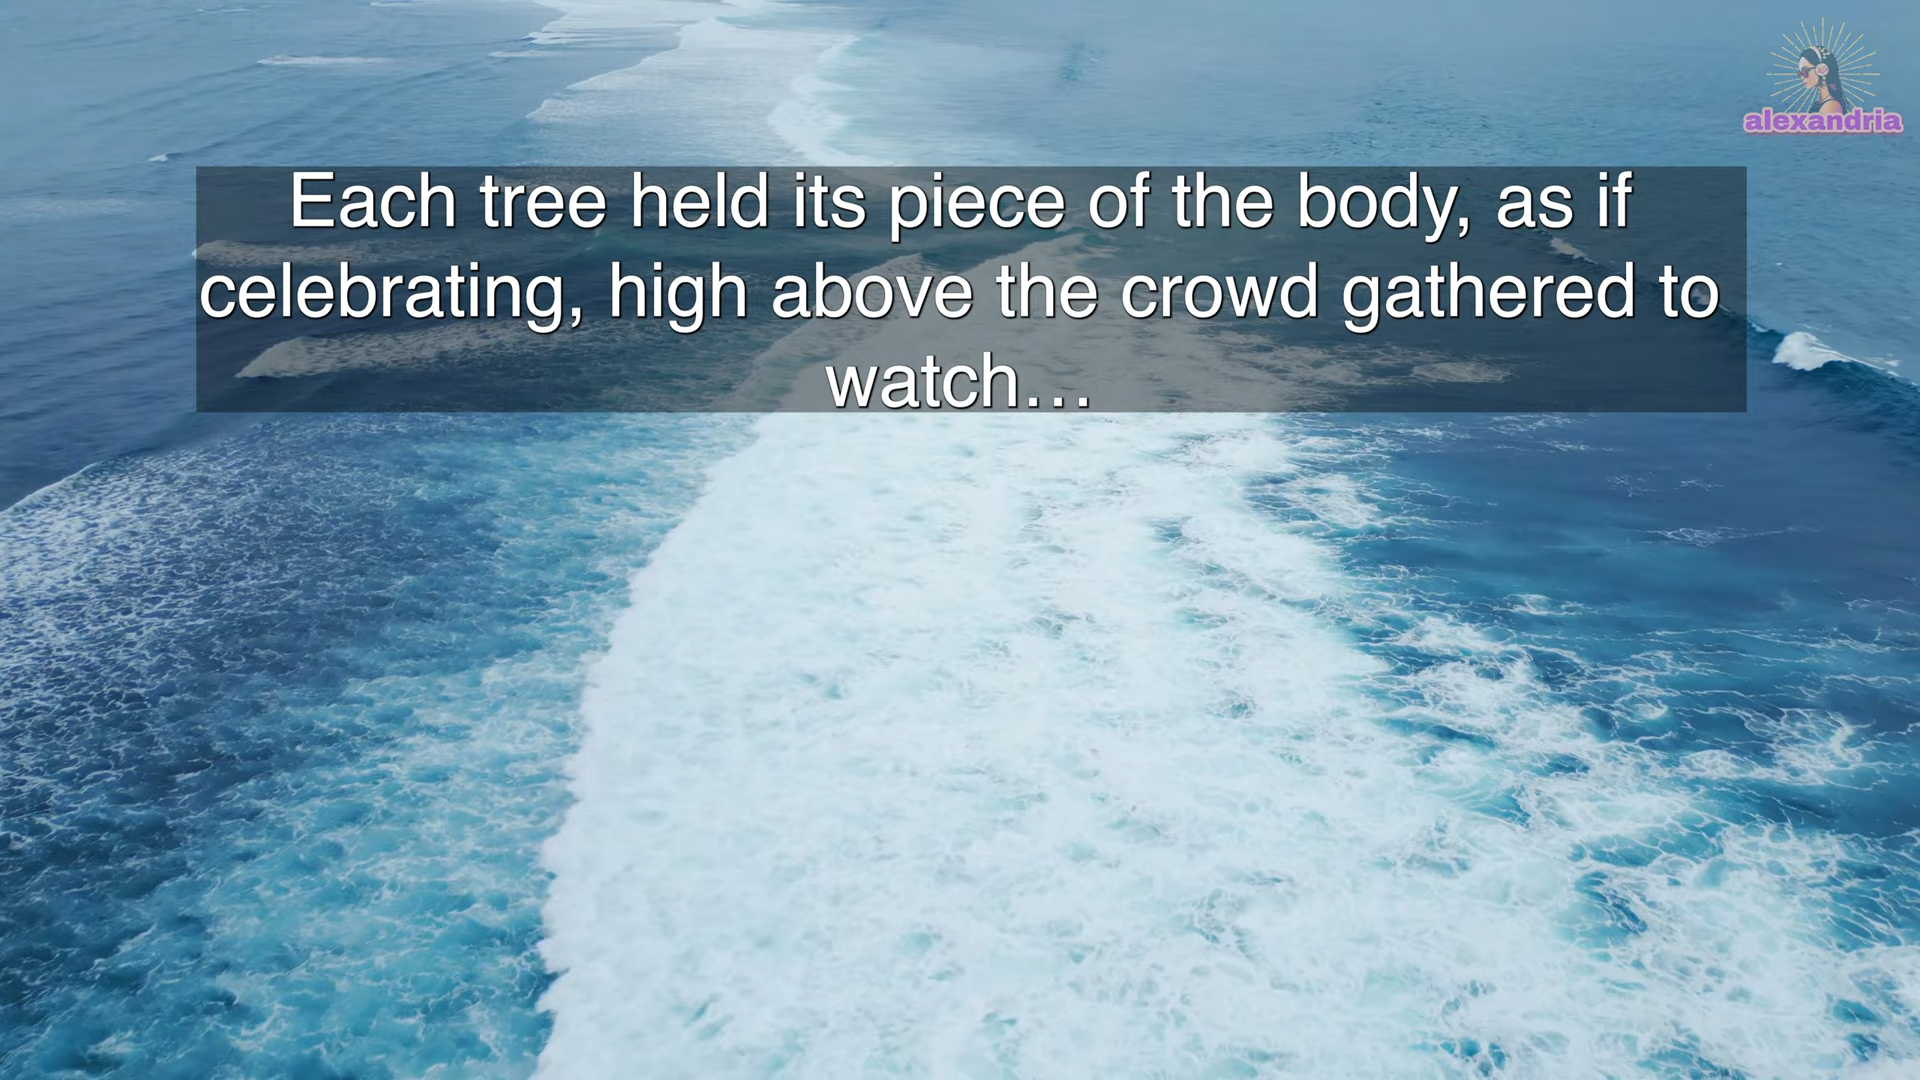 alexandria
Each tree held its piece of the body, as if
celebrating, high above the crowd gathered to
watch…